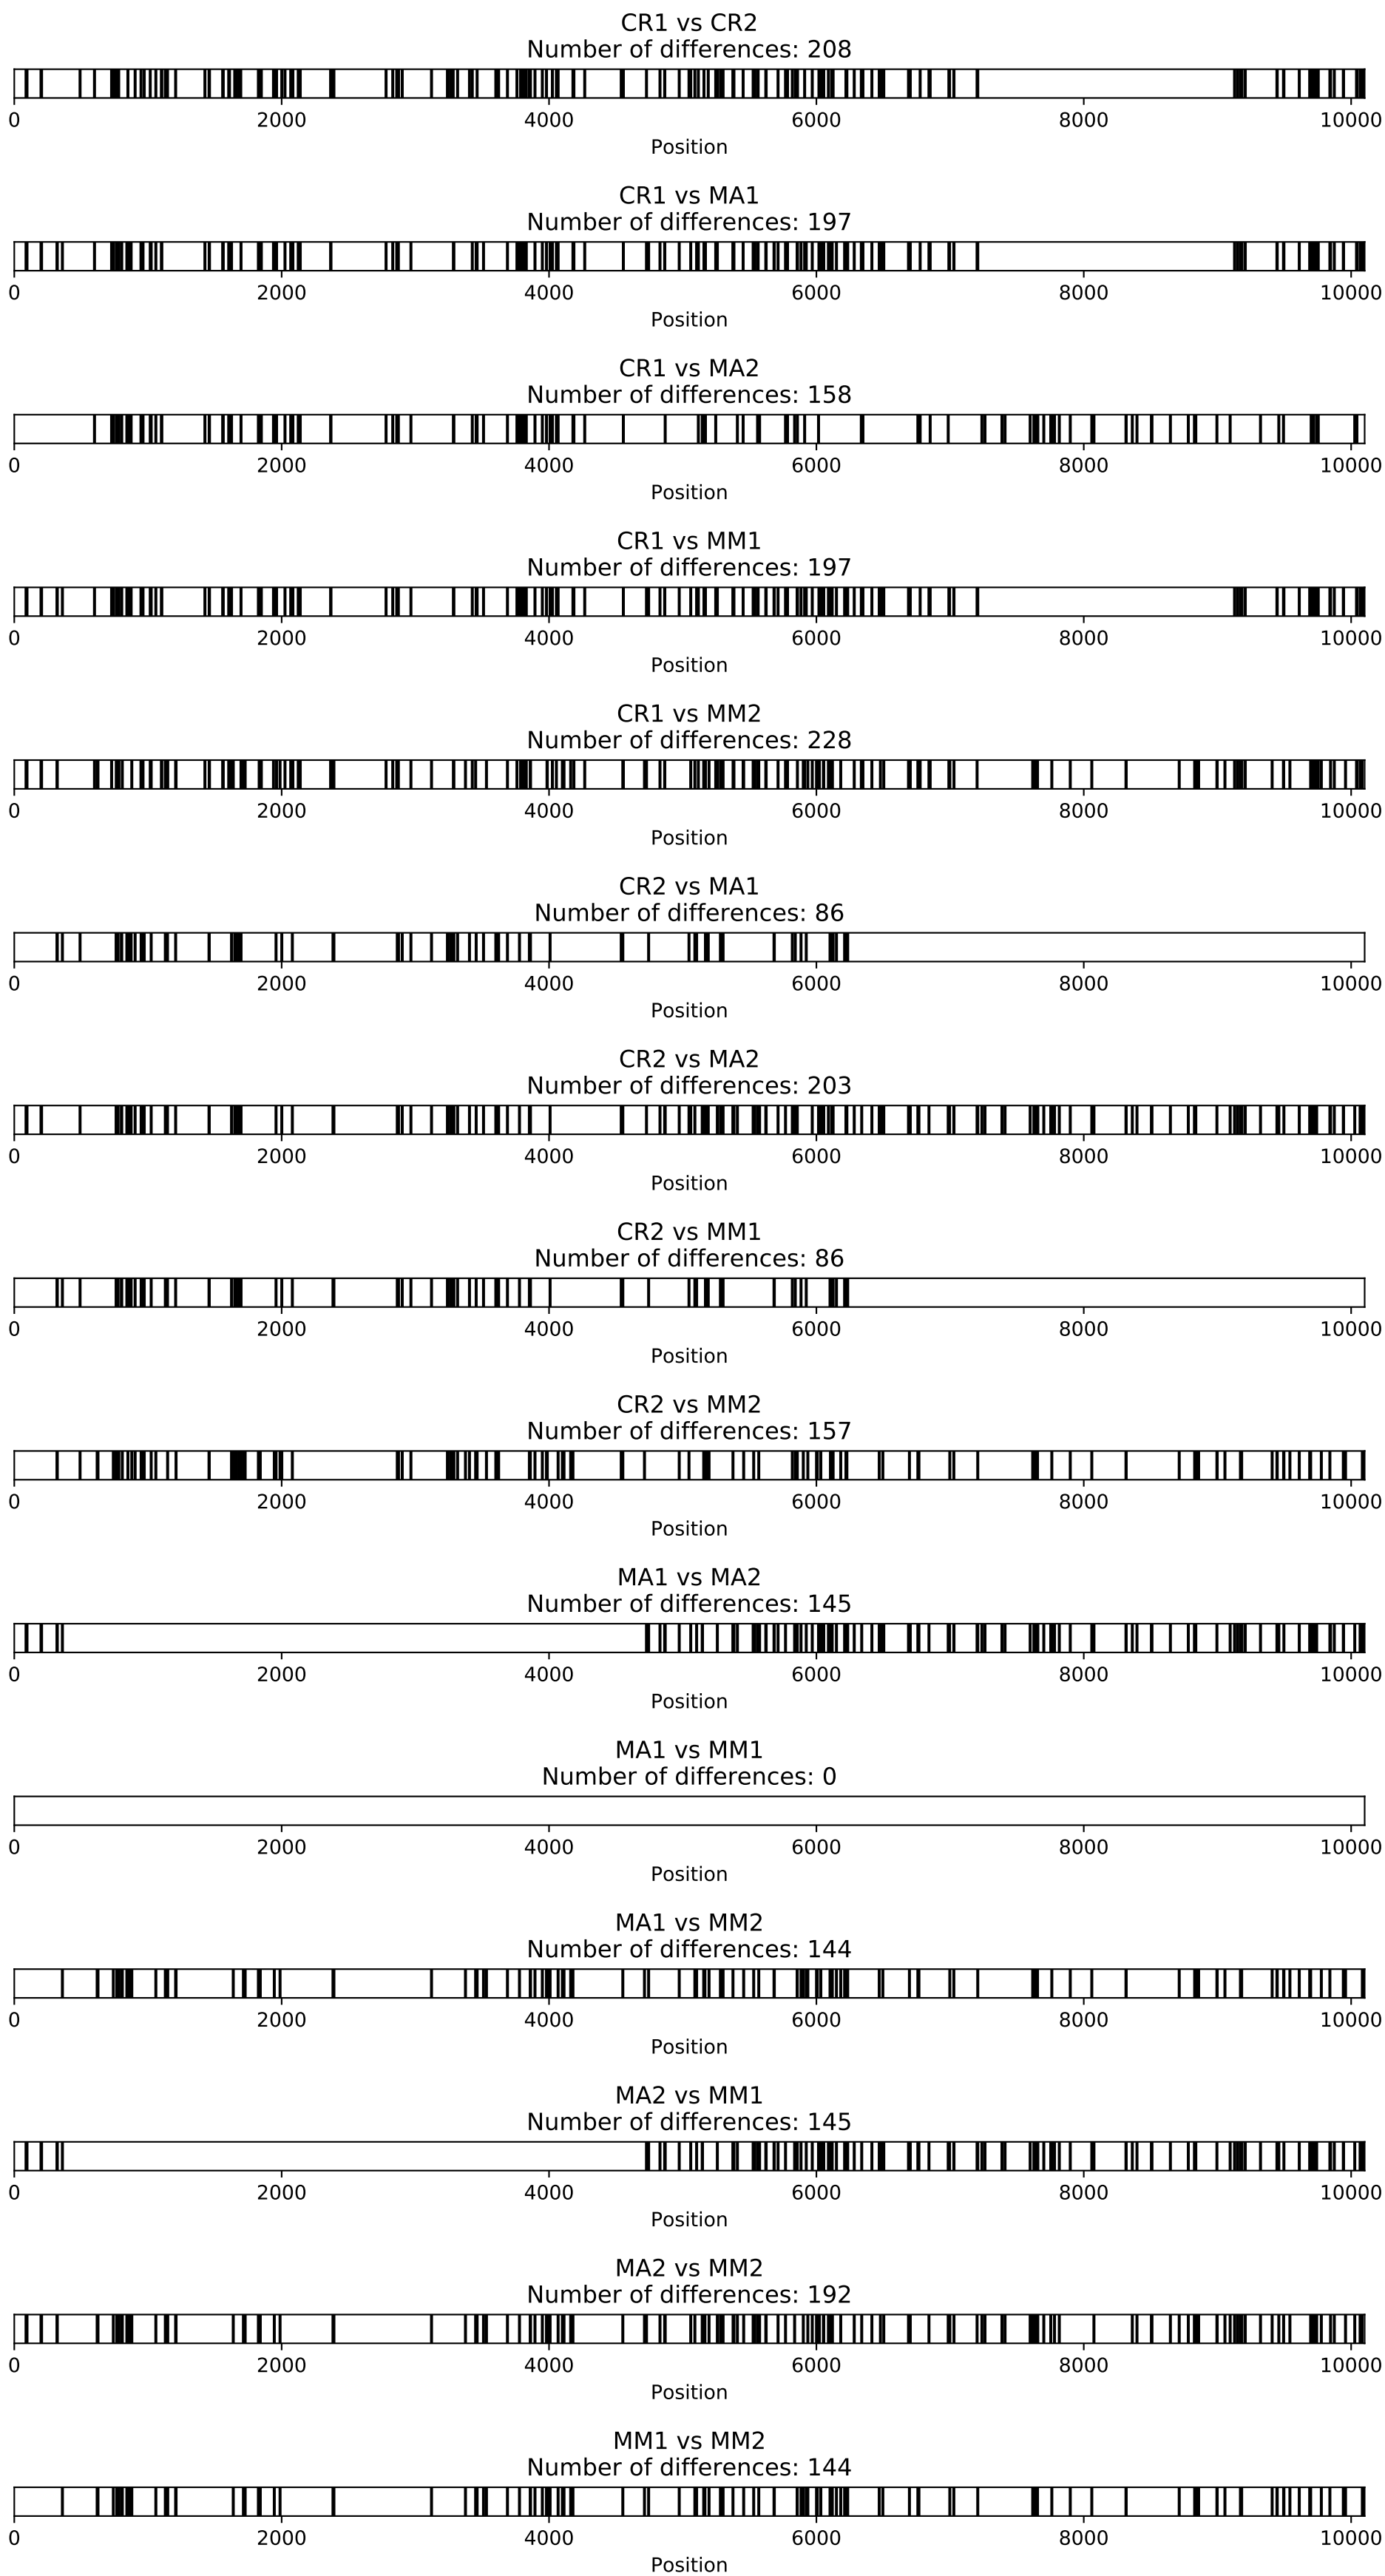 CR1 vs CR2
Number of differences: 208
0 2000 4000 6000 8000 10000
Position
CR1 vs MA1
Number of differences: 197
0 2000 4000 6000 8000 10000
Position
CR1 vs MA2
Number of differences: 158
0 2000 4000 6000 8000 10000
Position
CR1 vs MM1
Number of differences: 197
0 2000 4000 6000 8000 10000
Position
CR1 vs MM2
Number of differences: 228
0 2000 4000 6000 8000 10000
Position
CR2 vs MA1
Number of differences: 86
0 2000 4000 6000 8000 10000
Position
CR2 vs MA2
Number of differences: 203
0 2000 4000 6000 8000 10000
Position
CR2 vs MM1
Number of differences: 86
0 2000 4000 6000 8000 10000
Position
CR2 vs MM2
Number of differences: 157
0 2000 4000 6000 8000 10000
Position
MA1 vs MA2
Number of differences: 145
0 2000 4000 6000 8000 10000
Position
MA1 vs MM1
Number of differences: 0
0 2000 4000 6000 8000 10000
Position
MA1 vs MM2
Number of differences: 144
0 2000 4000 6000 8000 10000
Position
MA2 vs MM1
Number of differences: 145
0 2000 4000 6000 8000 10000
Position
MA2 vs MM2
Number of differences: 192
0 2000 4000 6000 8000 10000
Position
MM1 vs MM2
Number of differences: 144
0 2000 4000 6000 8000 10000
Position